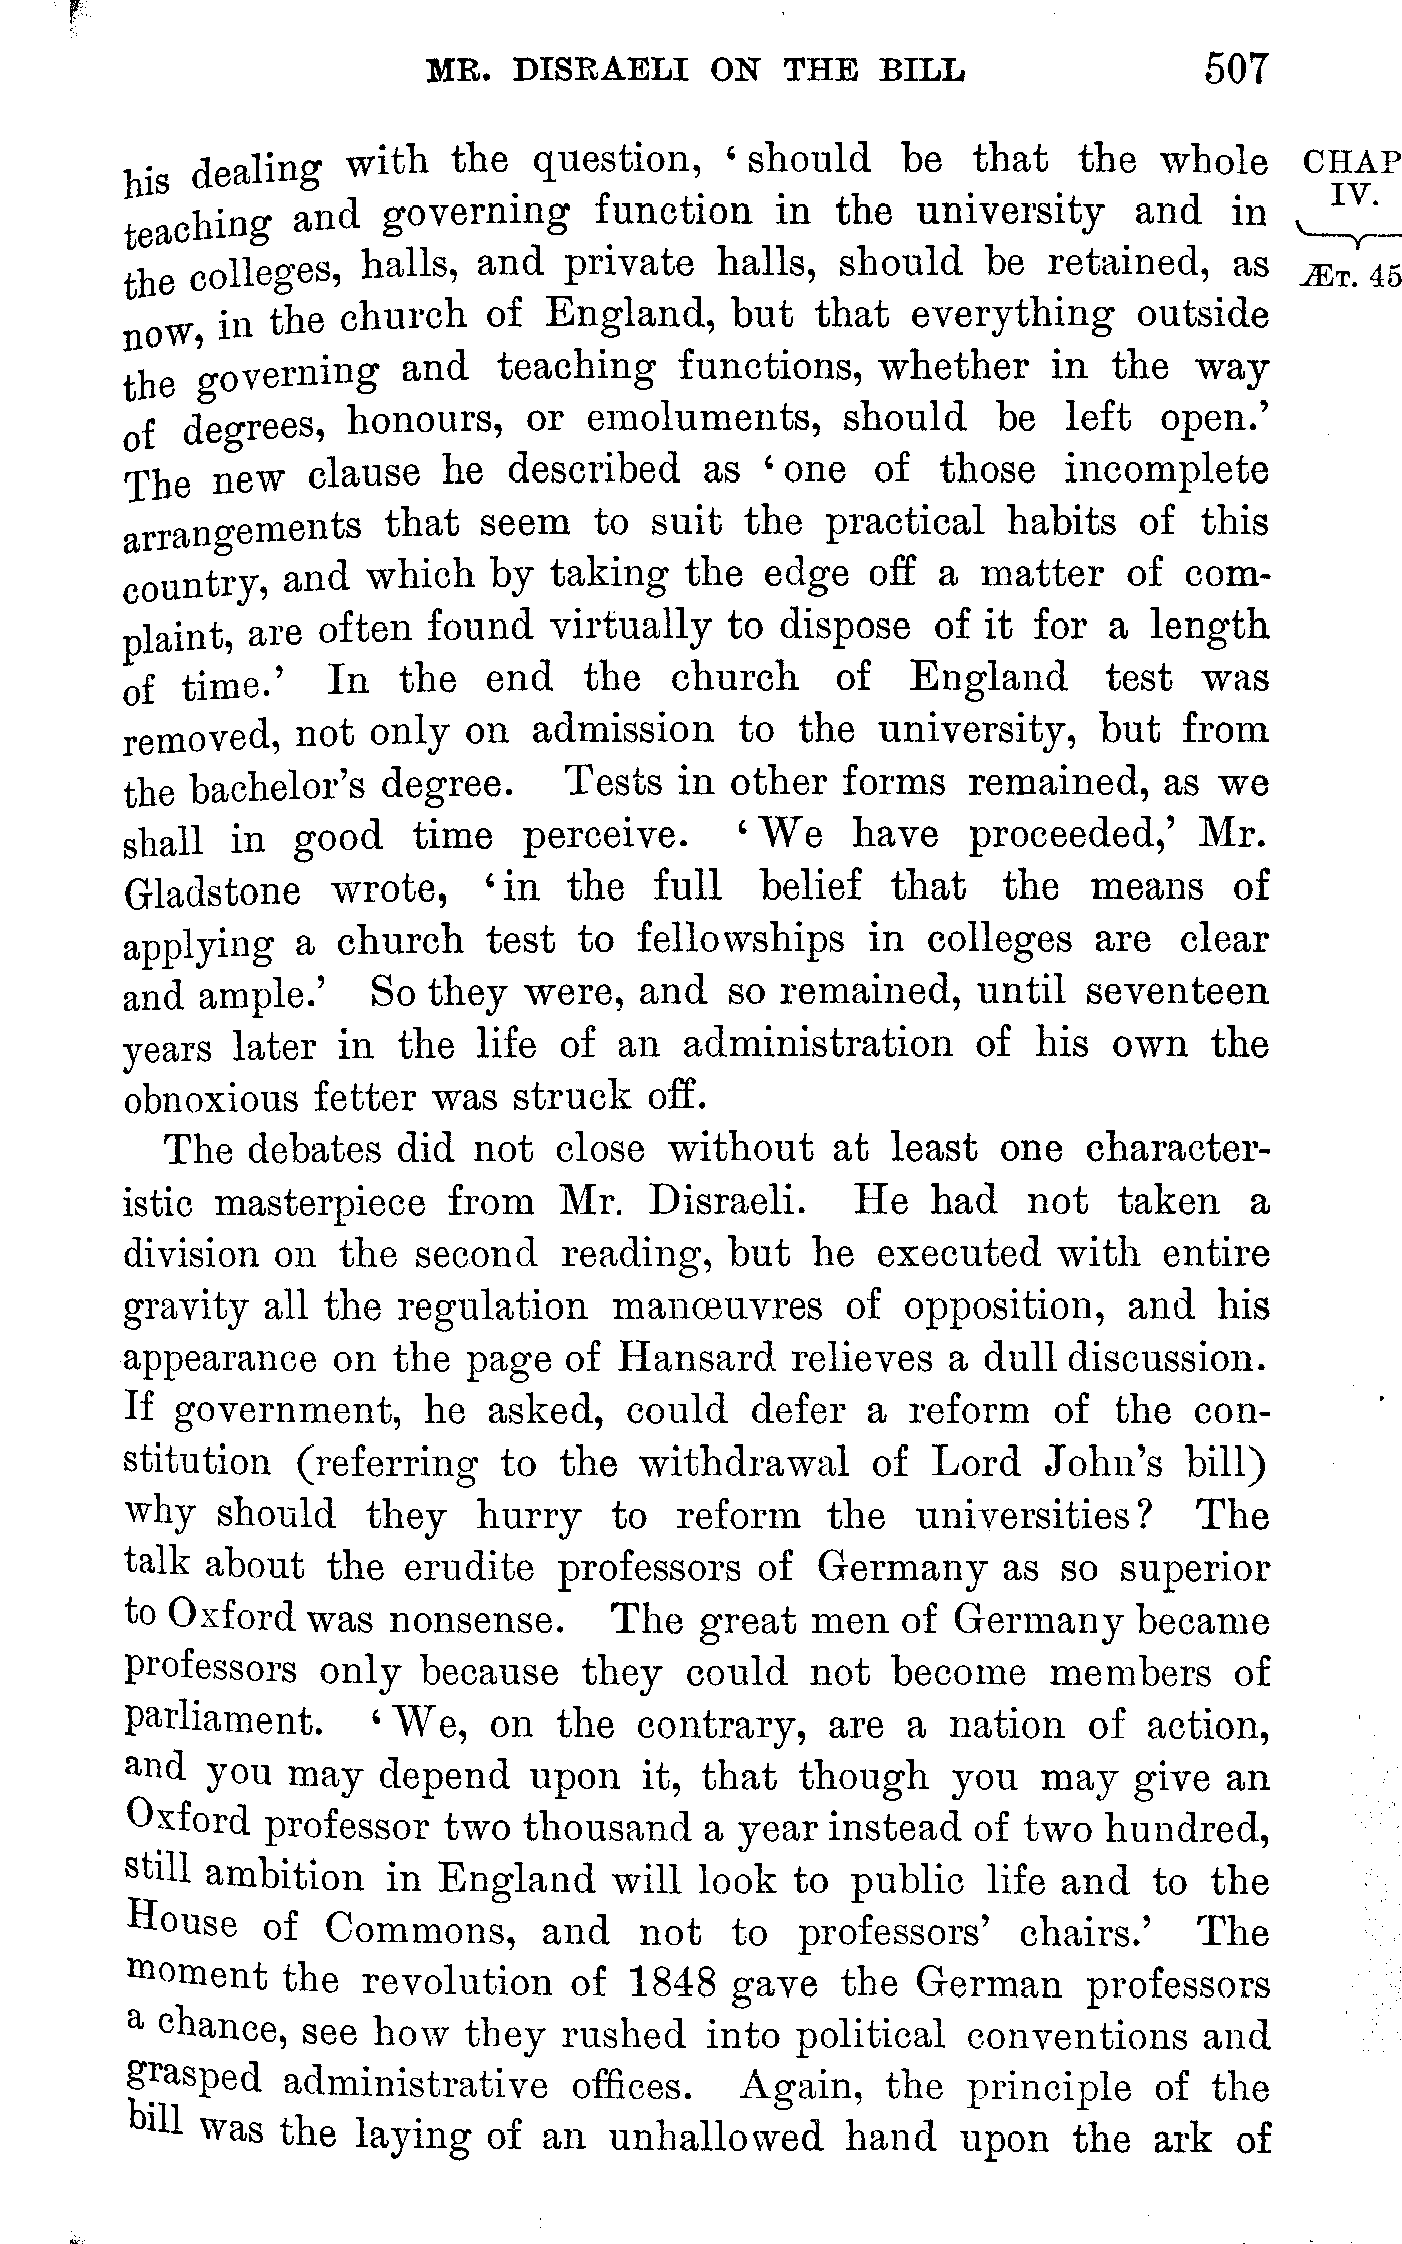 MR. DISRAELI ON THE BILL 507
his dealing with the question, ‘should be that the whole
teaching and governing function in the university and in
the colleges, halls, and private halls, should be retained, as
now, in the church of England, but that everything outside
the governing and teaching functions, whether in the way
of degrees, honours, or emoluments, should be left open.’
The new clause he described as ‘one of those incomplete
arrangements that seem to suit the practical habits of this
country, and which by taking the edge off a matter of com-
plaint, are often found virtually to dispose of it for a length
of time.’ In the end the church of England test was
removed, not only on admission to the university, but from
the bachelor’s degree. Tests in other forms remained, as we
shall in good time perceive. ‘We have proceeded,’ Mr.
Gladstone wrote, ‘in the full belief that the means of
applying a church test to fellowships in colleges are clear
and ample.’ So they were, and so remained, until seventeen
years later in the life of an administration of his own the
obnoxious fetter was struck off.
The debates did not close without at least one character-
istic masterpiece from Mr. Disraeli. He had not taken a
division on the second reading, but he executed with entire
gravity all the regulation manœuvres of opposition, and his
appearance on the page of Hansard relieves a dull discussion.
If government, he asked, could defer a reform of the con-
stitution (referring to the withdrawal of Lord John’s bill)
why should they hurry to reform the universities? The
talk about the erudite professors of Germany as so superior
to Oxford was nonsense. The great men of Germany became
professors only because they could not become members of
parliament. ‘We, on the contrary, are a nation of action,
and you may depend upon it, that though you may give an
Oxford professor two thousand a year instead of two hundred,
still ambition in England will look to public life and to the
House of Commons, and not to professors’ chairs.’ The
moment the revolution of 1848 gave the German professors
a chance, see how they rushed into political conventions and
grasped administrative offices. Again, the principle of the
bill was the laying of an unhallowed hand upon the ark of
CHAP
IV.
ÆT. 45